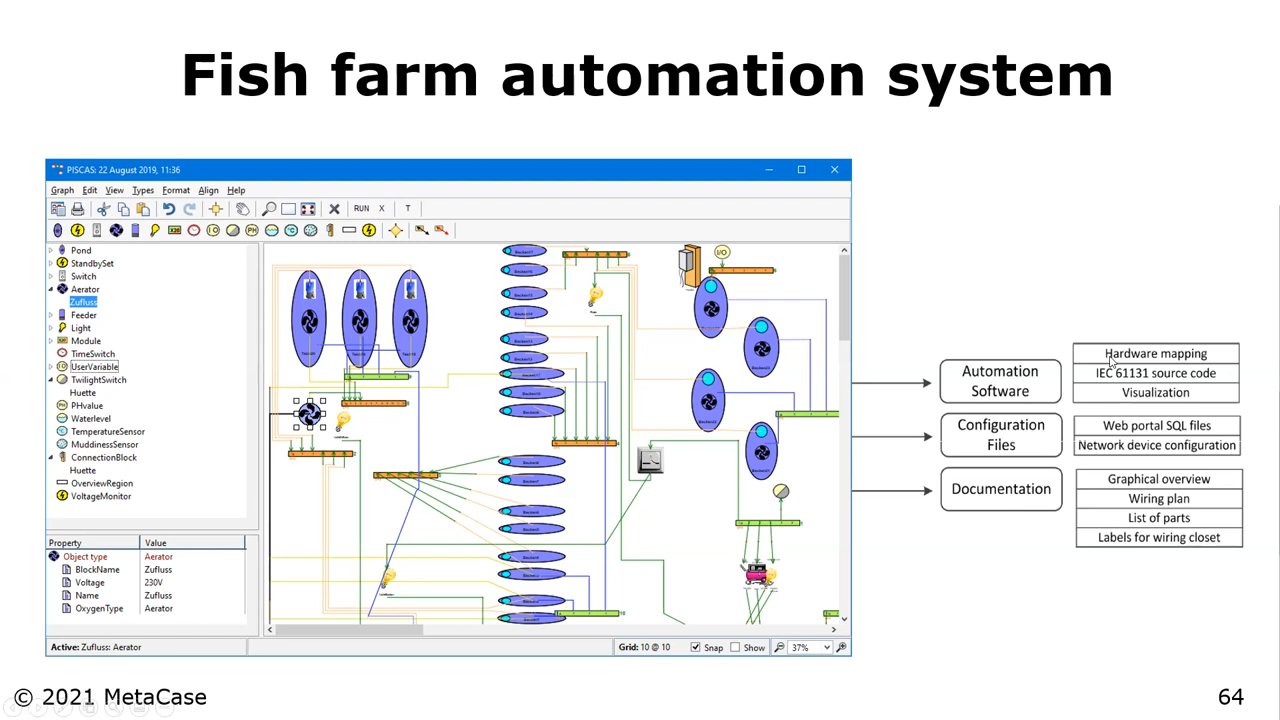 Fish farm automation system
PISCAS: 22 August 2019, 11:36
Graph Edit View Types Format Align Help
RUN X T
Pond
StandbySet
Switch
Aerator
Zufluss
Feeder
Light
Module
TimeSwitch
UserVariable
TwilightSwitch
Huette
PHvalue
Waterlevel
TemperatureSensor
MuddinessSensor
ConnectionBlock
Huette
OverviewRegion
VoltageMonitor
Property Value
Object type Aerator
BlockName Zufluss
Voltage 230V
Name Zufluss
OxygenType Aerator
I/O
Active: Zufluss: Aerator
Grid: 10 @ 10
Snap
Show
37%
Automation
Software
Hardware mapping
IEC 61131 source code
Visualization
Configuration
Files
Web portal SQL files
Network device configuration
Documentation
Graphical overview
Wiring plan
List of parts
Labels for wiring closet
© 2021 MetaCase
64